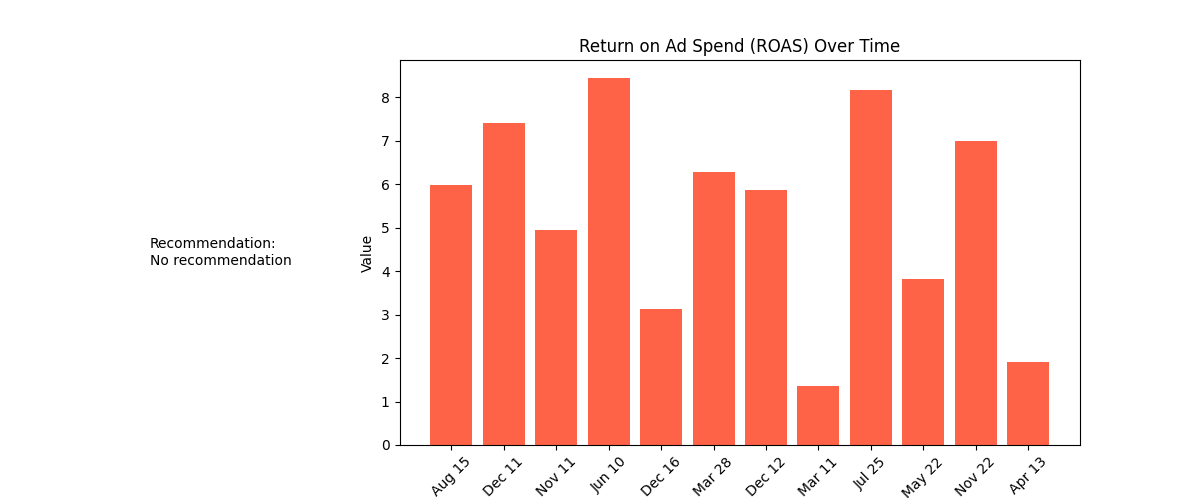 Return on Ad Spend (ROAS) Over Time
Recommendation:
No recommendation
Value
8
7
6
5
4
3
2
1
0
Aug 15
Dec 11
Nov 11
Jun 10
Dec 16
Mar 28
Dec 12
Mar 11
Jul 25
May 22
Nov 22
Apr 13